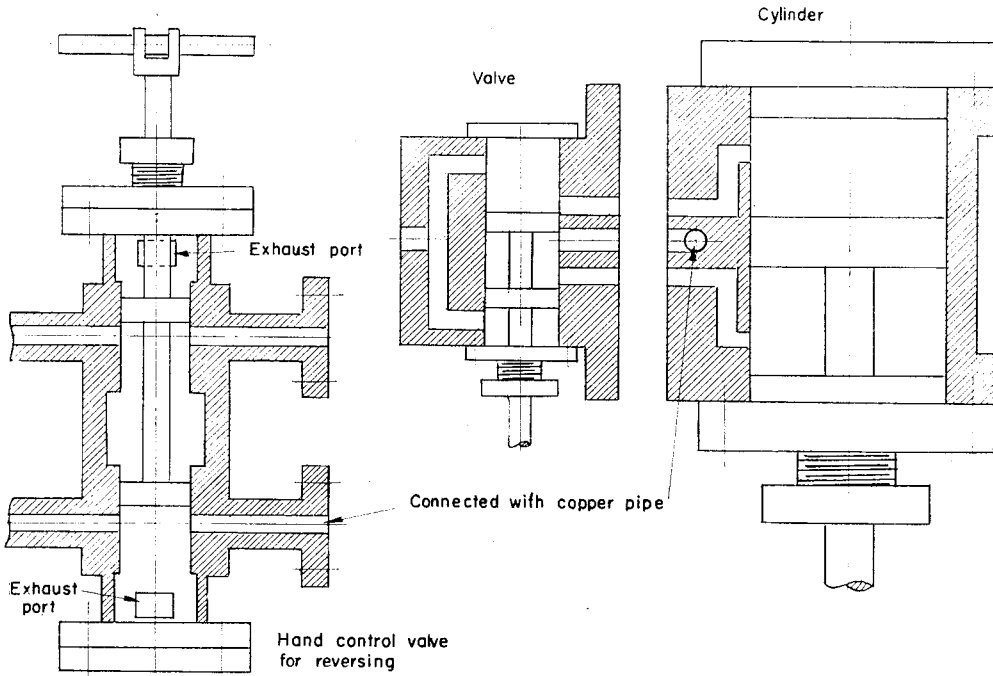 Cylinder
Valve
Exhaust port
Connected with copper pipe
Exhaust
port
Hand control valve
for reversing